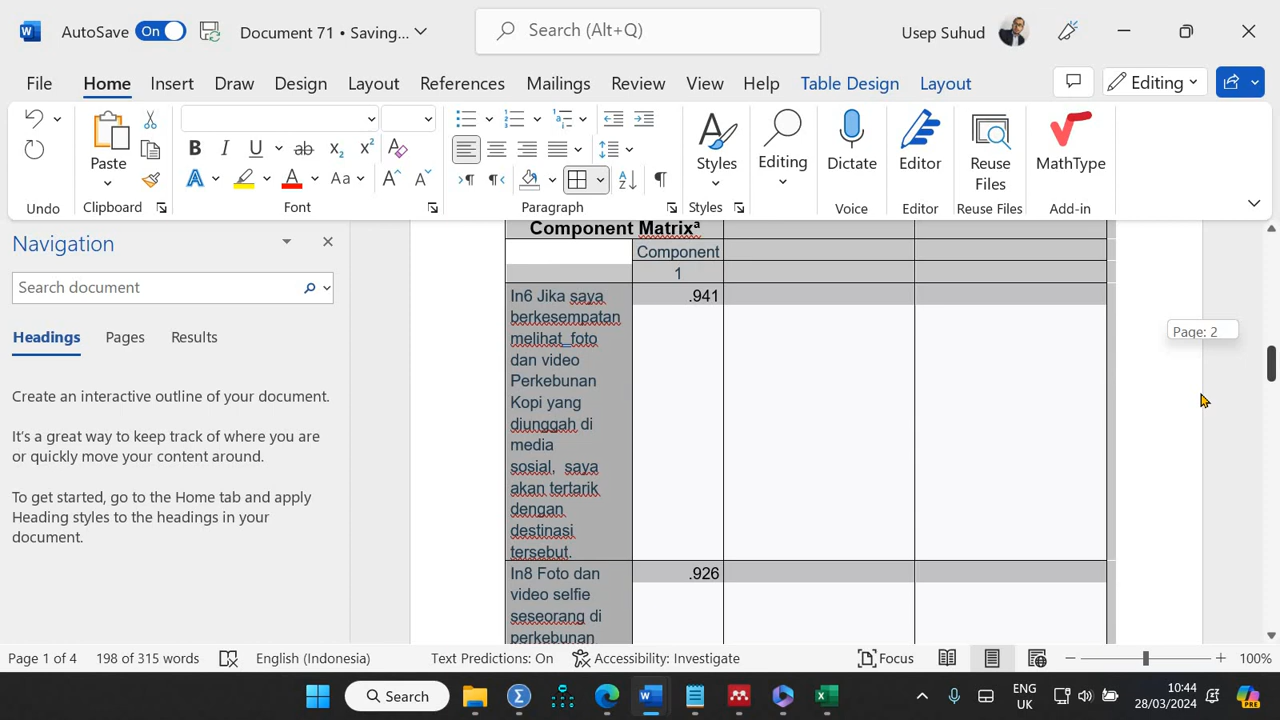 AutoSave On Document 71 • Saving... Search (Alt+Q) Usep Suhud
File Home Insert Draw Design Layout References Mailings Review View Help Table Design Layout Editing
Paste Styles Editing Dictate Editor Reuse Files MathType
Undo Clipboard Font Paragraph Styles Voice Editor Reuse Files Add-in
Navigation
Search document
Headings Pages Results
Create an interactive outline of your document.
It's a great way to keep track of where you are
or quickly move your content around.
To get started, go to the Home tab and apply
Heading styles to the headings in your
document.
Component Matrixª
Component
1
In6 Jika saya .941
berkesempatan
melihat_foto
dan video
Perkebunan
Kopi yang
diunggah di
media
sosial, saya
akan tertarik
dengan
destinasi
tersebut.
In8 Foto dan .926
video selfie
seseorang di
perkebunan
Page: 2
Page 1 of 4 198 of 315 words English (Indonesia) Text Predictions: On Accessibility: Investigate Focus 100%
Search ENG UK 10:44 28/03/2024 PRE